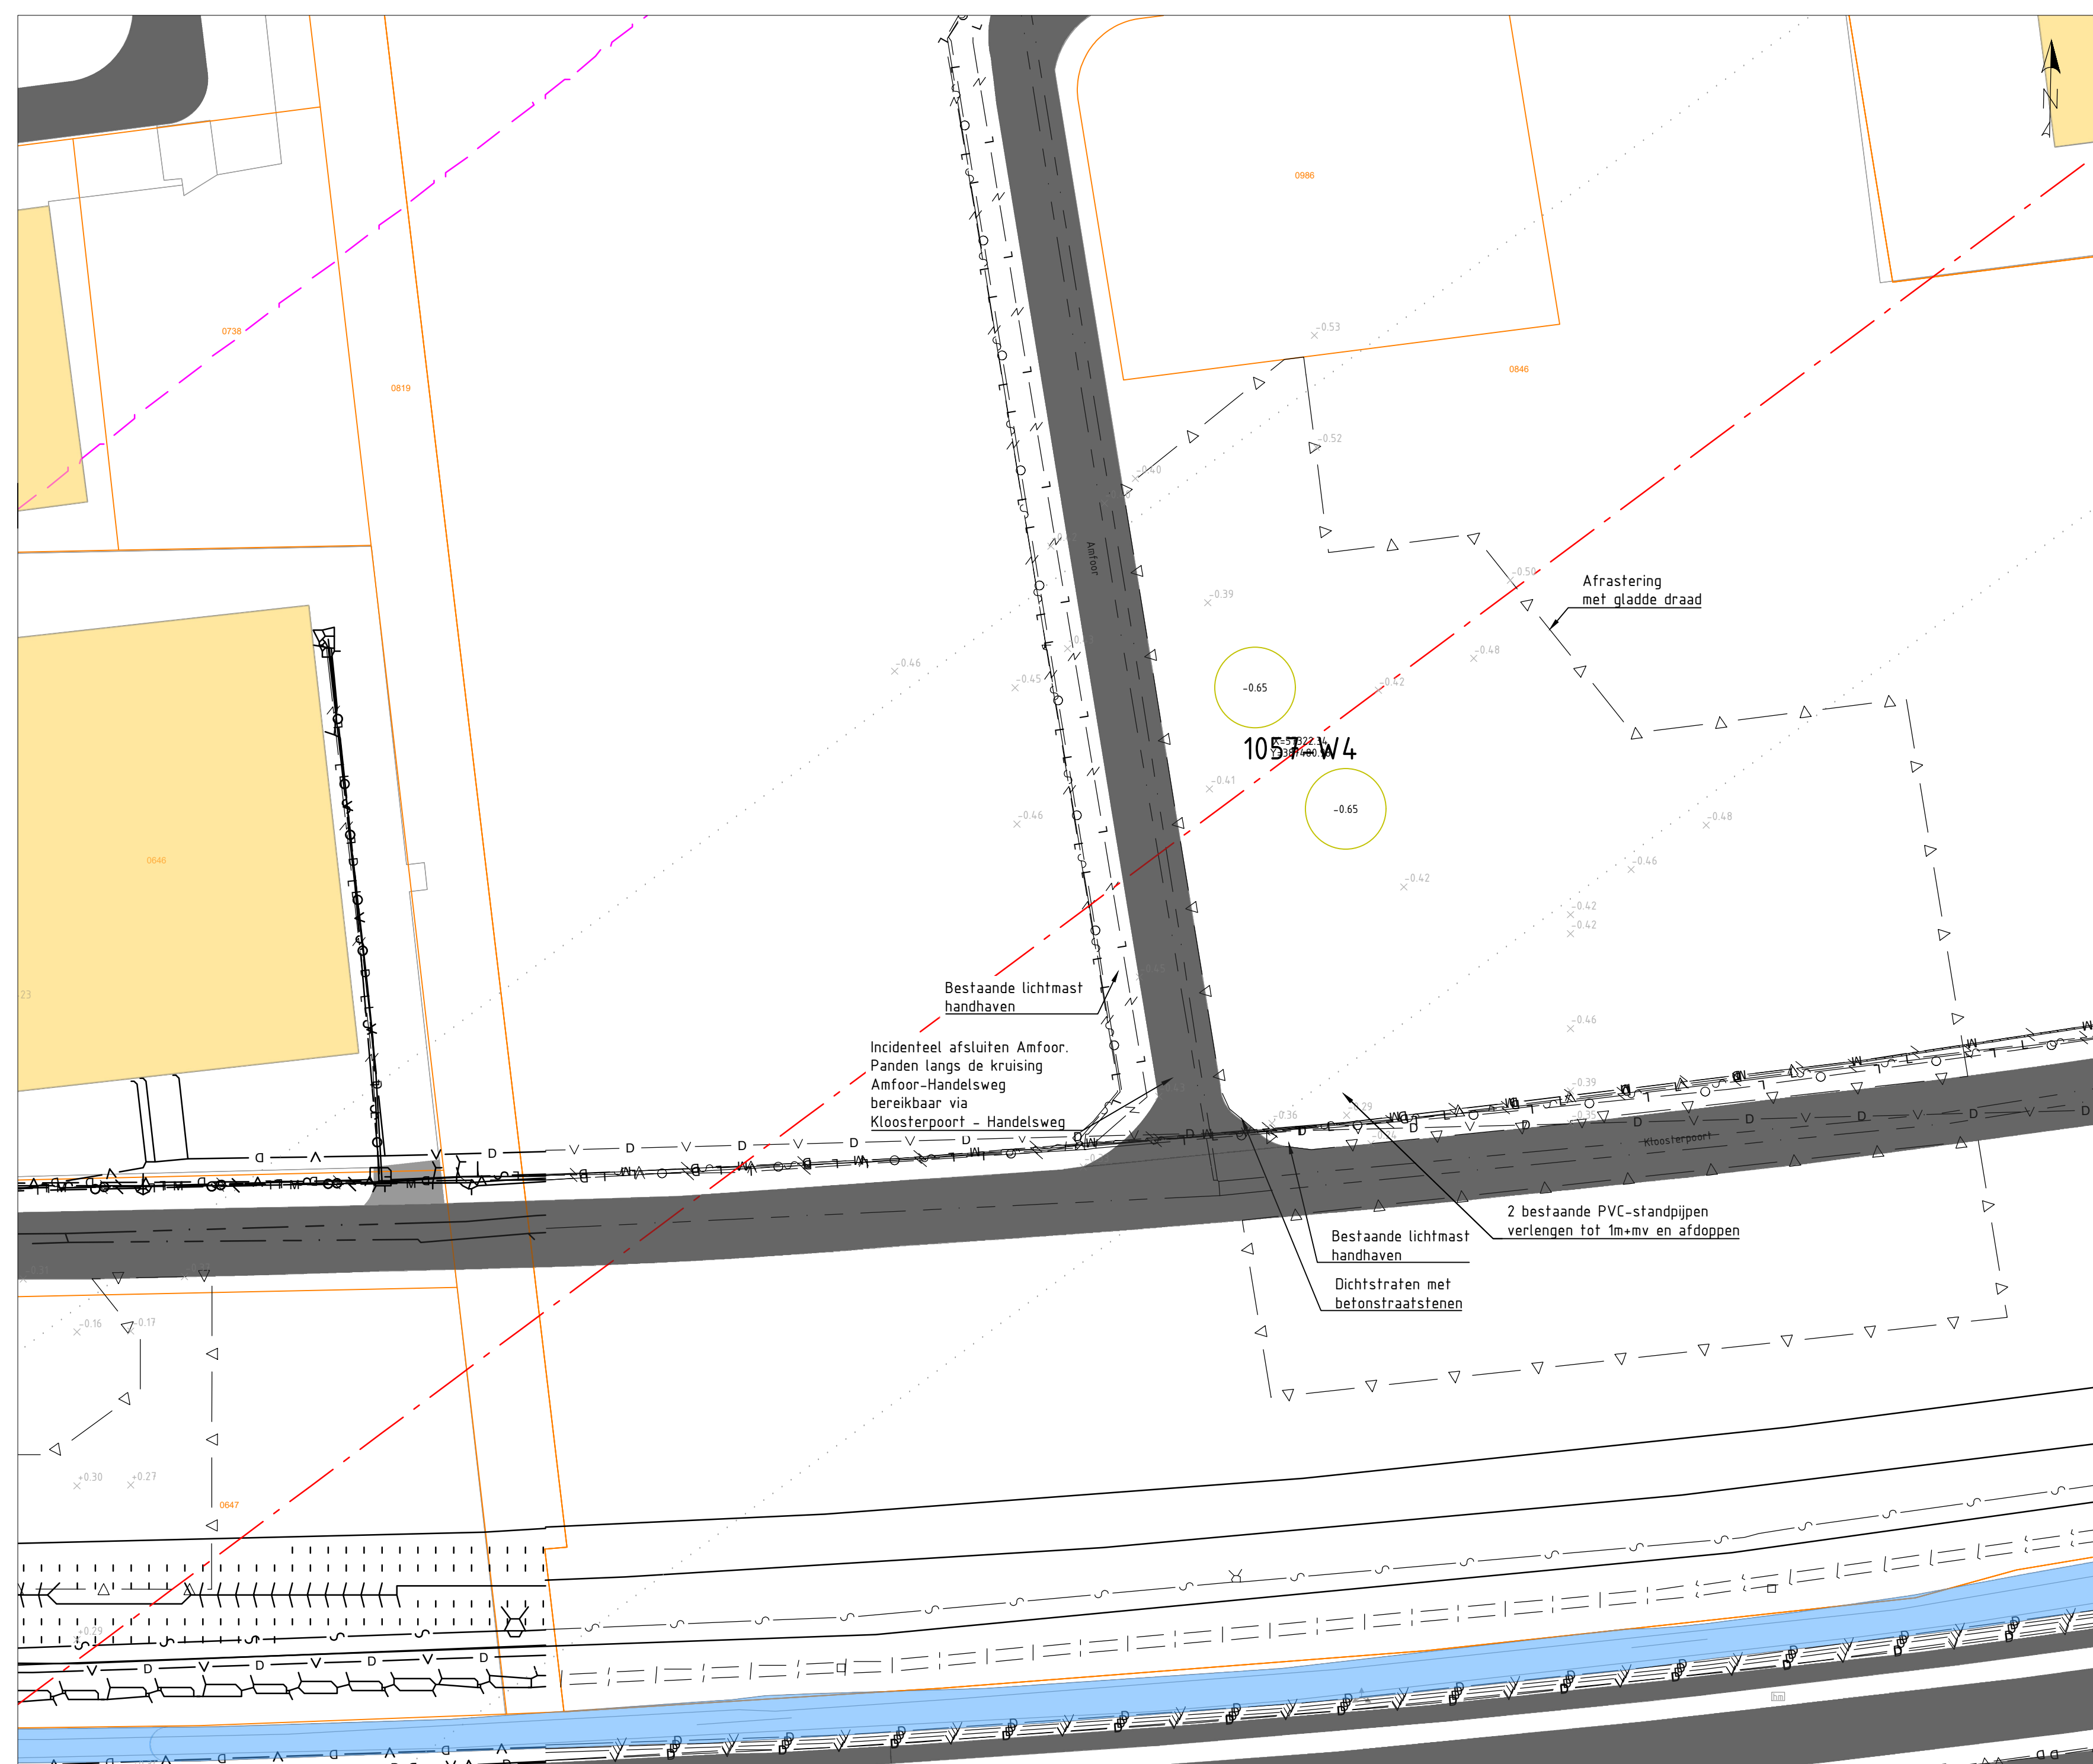 0986
-0.53
0738
0846
0819
-0.52
-0.40
Amfoor
-0.50
Afrastering
met gladde draad
-0.39
-0.48
-0.46
-0.45
-0.42
-0.65
1057-W4
-0.41
-0.65
-0.46
-0.48
0646
-0.46
-0.42
-0.42
-0.42
Bestaande lichtmast
handhaven
-0.46
Incidenteel afsluiten Amfoor.
Panden langs de kruising
Amfoor-Handelsweg
bereikbaar via
Kloosterpoort - Handelsweg
-0.39
-0.36
-0.29
-0.35
Kloosterpoort
2 bestaande PVC-standpijpen
verlengen tot 1m+mv en afdoppen
Bestaande lichtmast
handhaven
Dichtstraten met
betonstraatstenen
-0.16
-0.17
+0.30
+0.27
0647
+0.29
hm